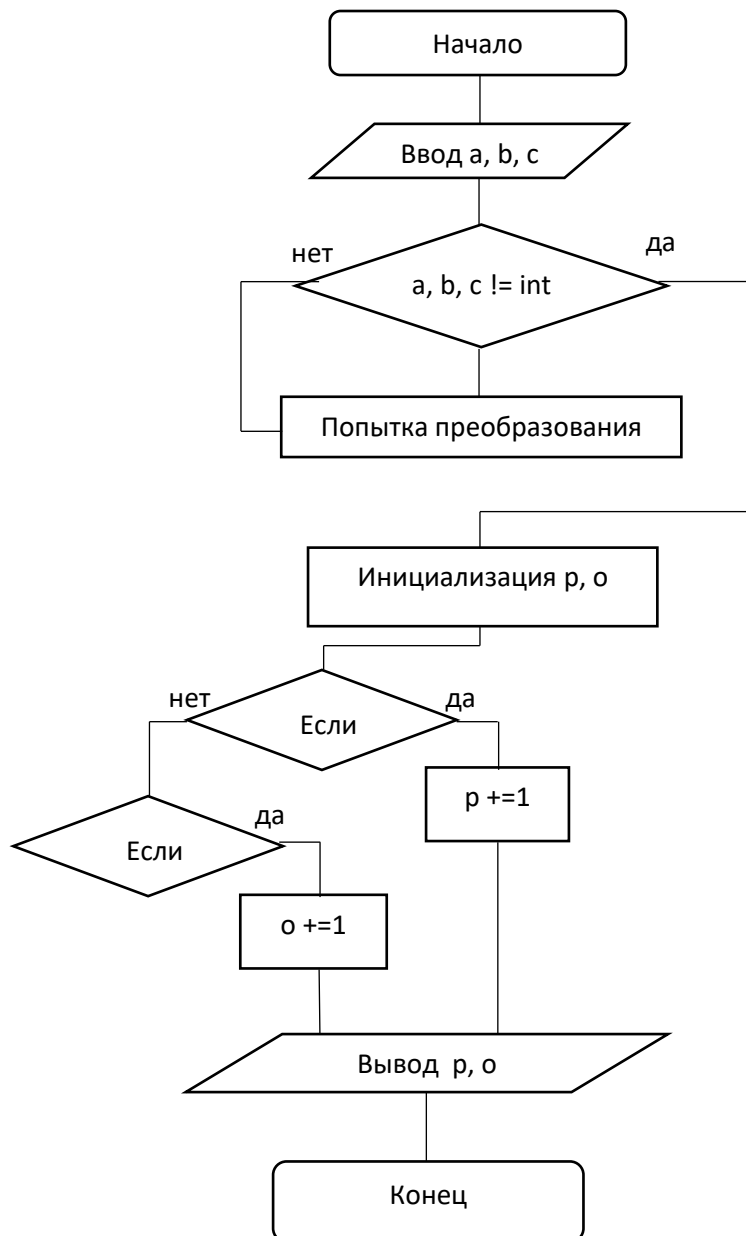 Начало
Ввод a, b, c
нет
да
a, b, c != int
Попытка преобразования
Инициализация p, o
нет
да
Если
p +=1
да
Если
o +=1
Вывод p, o
Конец